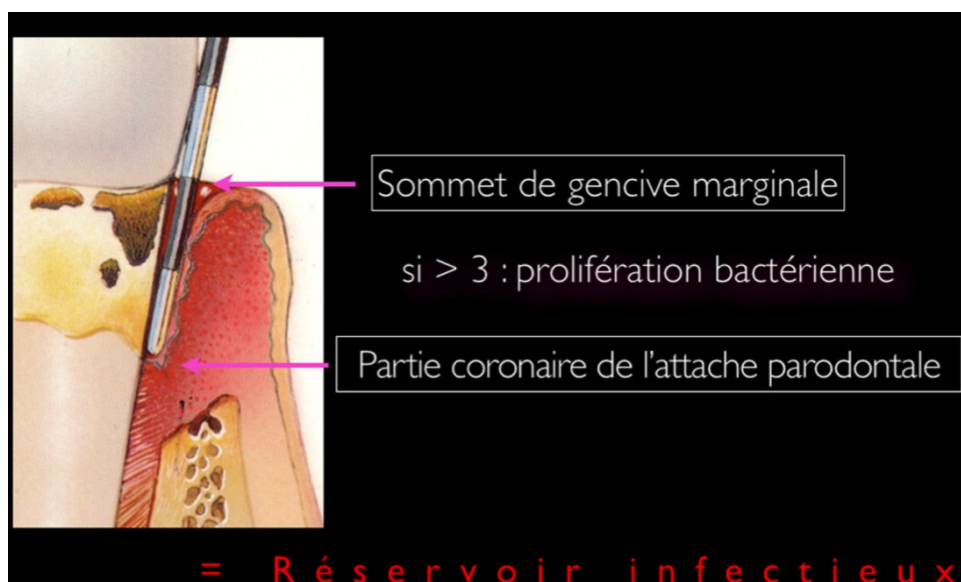 Sommet de gencive marginale
si > 3 : prolifération bactérienne
Partie coronaire de l'attache parodontale
= Réservoir infectieux